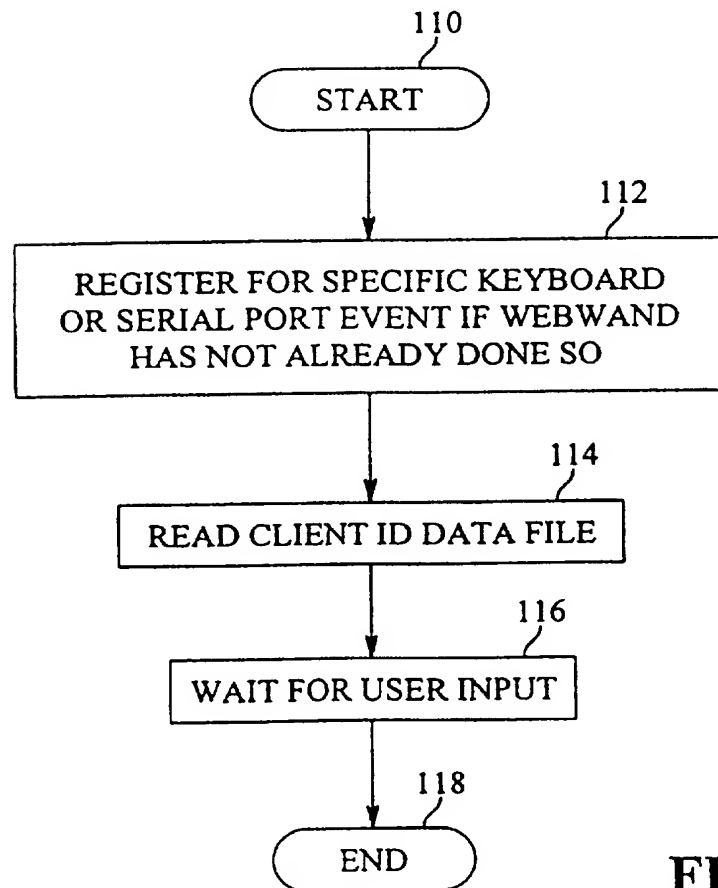 110
START
112
REGISTER FOR SPECIFIC KEYBOARD
OR SERIAL PORT EVENT IF WEBWAND
HAS NOT ALREADY DONE SO
114
READ CLIENT ID DATA FILE
116
WAIT FOR USER INPUT
118
END